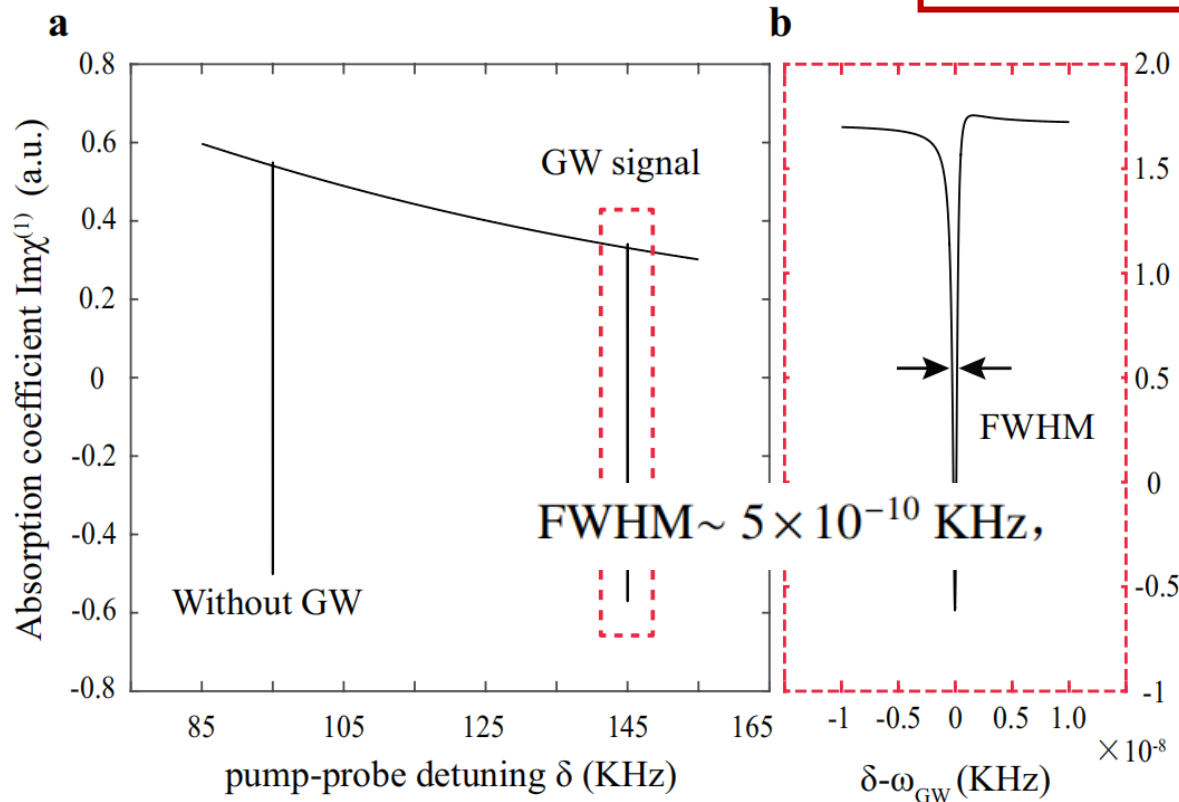 a
b
0.8
0.6
0.4
0.2
0
-0.2
-0.4
-0.6
-0.8
Absorption coefficient Imχ⁽¹⁾ (a.u.)
GW signal
Without GW
85 105 125 145 165
pump-probe detuning δ (KHz)
FWHM~ 5×10⁻¹⁰ KHz,
FWHM
2.0
1.5
1.0
0.5
0
-0.5
-1
-1 -0.5 0 0.5 1.0
×10⁻⁸
δ-ω_GW (KHz)